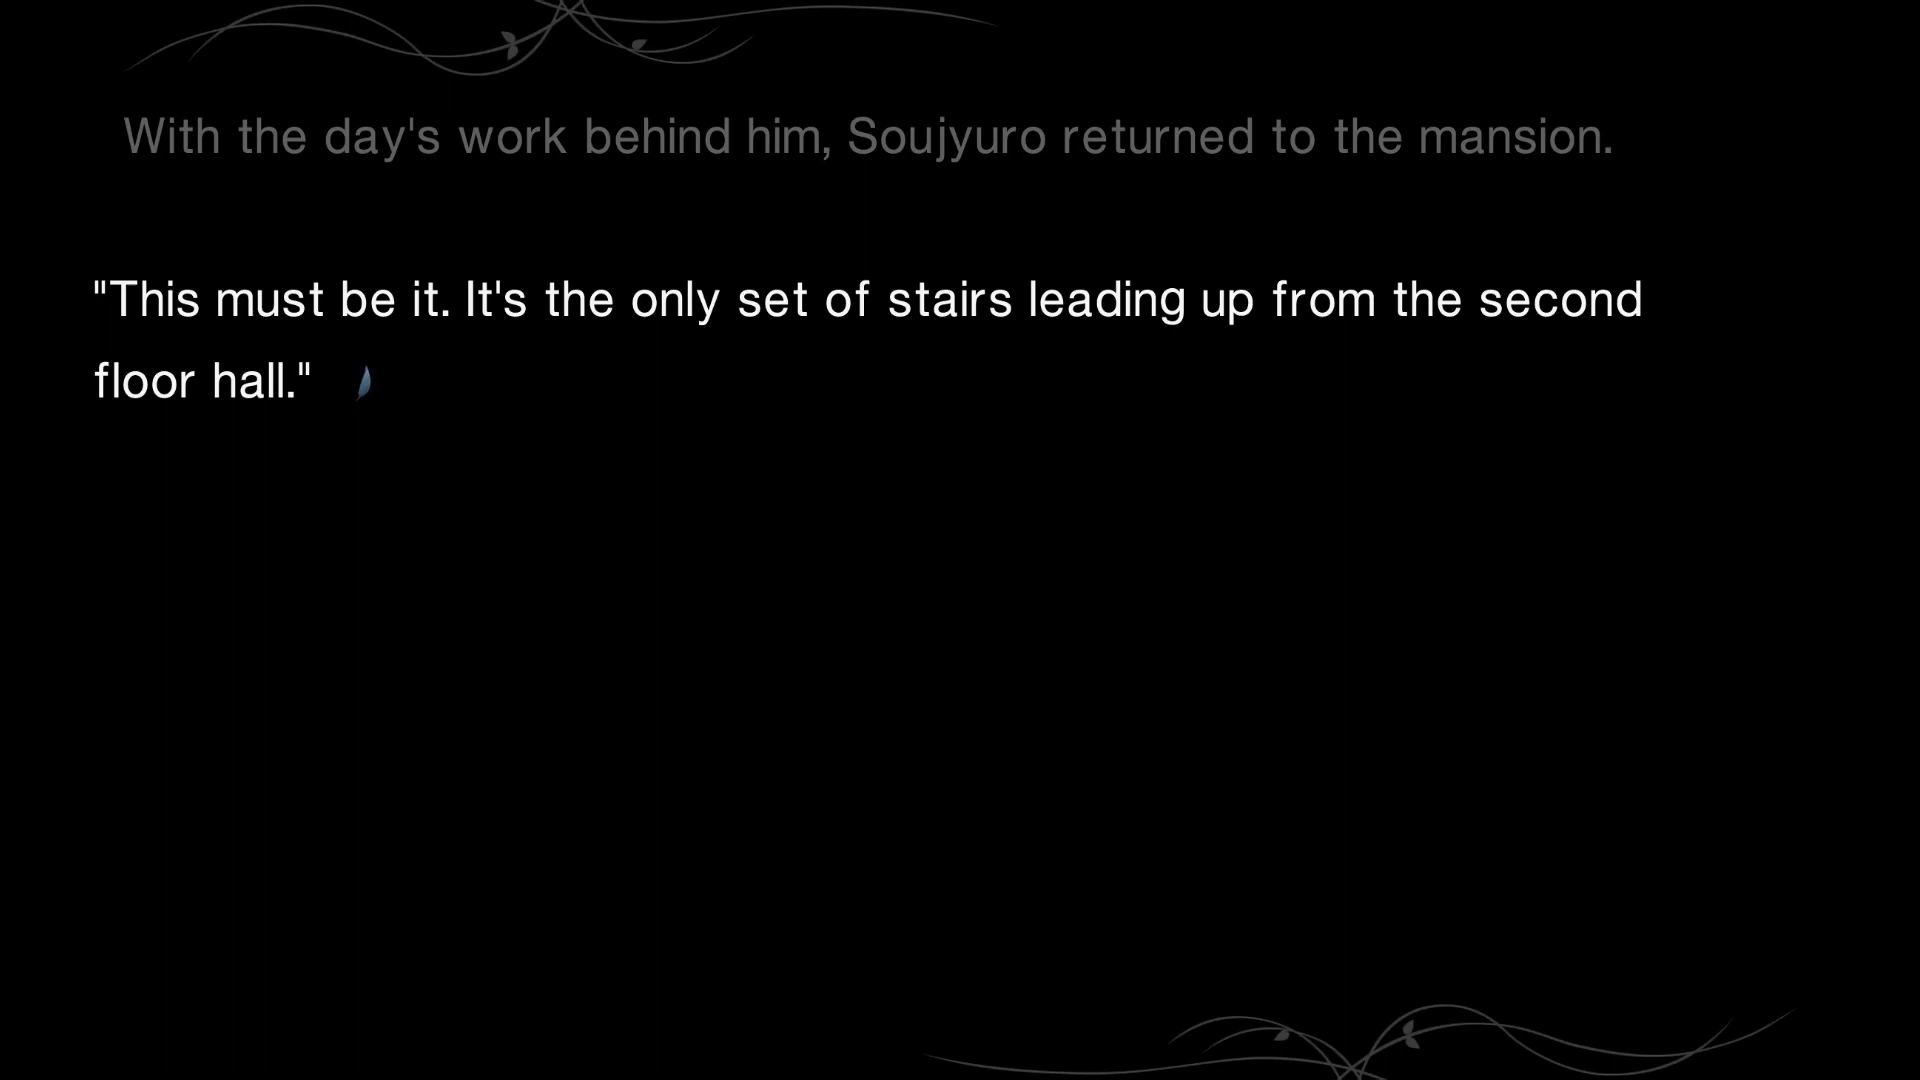 With the day's work behind him, Soujyuro returned to the mansion.
"This must be it. It's the only set of stairs leading up from the second
floor hall."